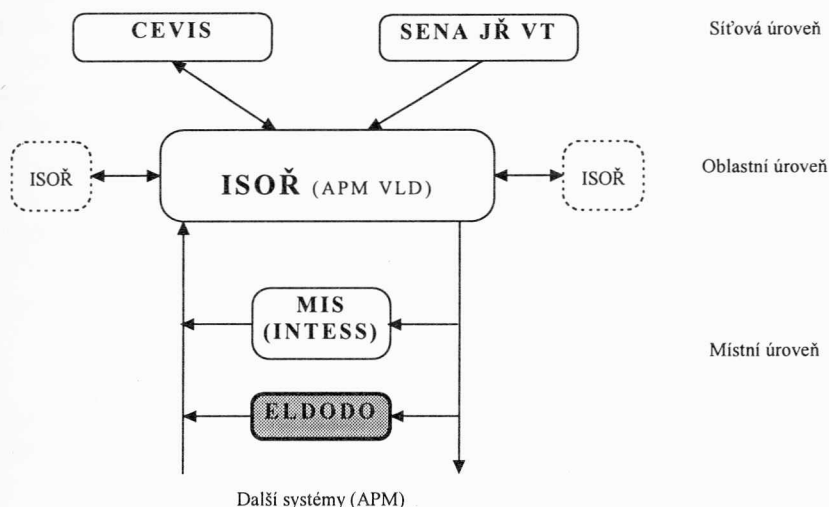 CEVIS
SENA JŘ VT
Síťová úroveň
ISOŘ
ISOŘ (APM VLD)
ISOŘ
Oblastní úroveň
MIS
(INTESS)
Místní úroveň
ELDODO
Další systémy (APM)